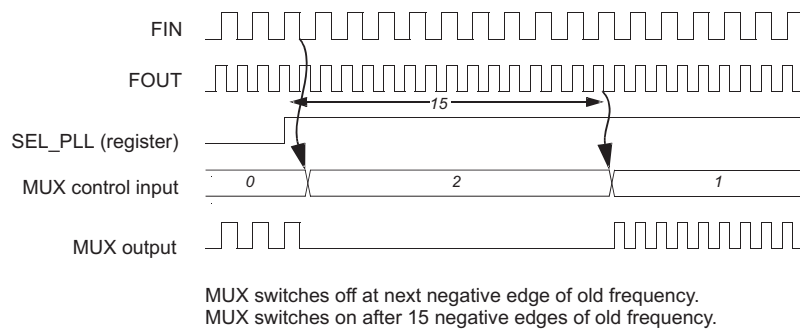 FIN
FOUT
15
SEL_PLL (register)
MUX control input 0 2 1
MUX output
MUX switches off at next negative edge of old frequency.
MUX switches on after 15 negative edges of old frequency.